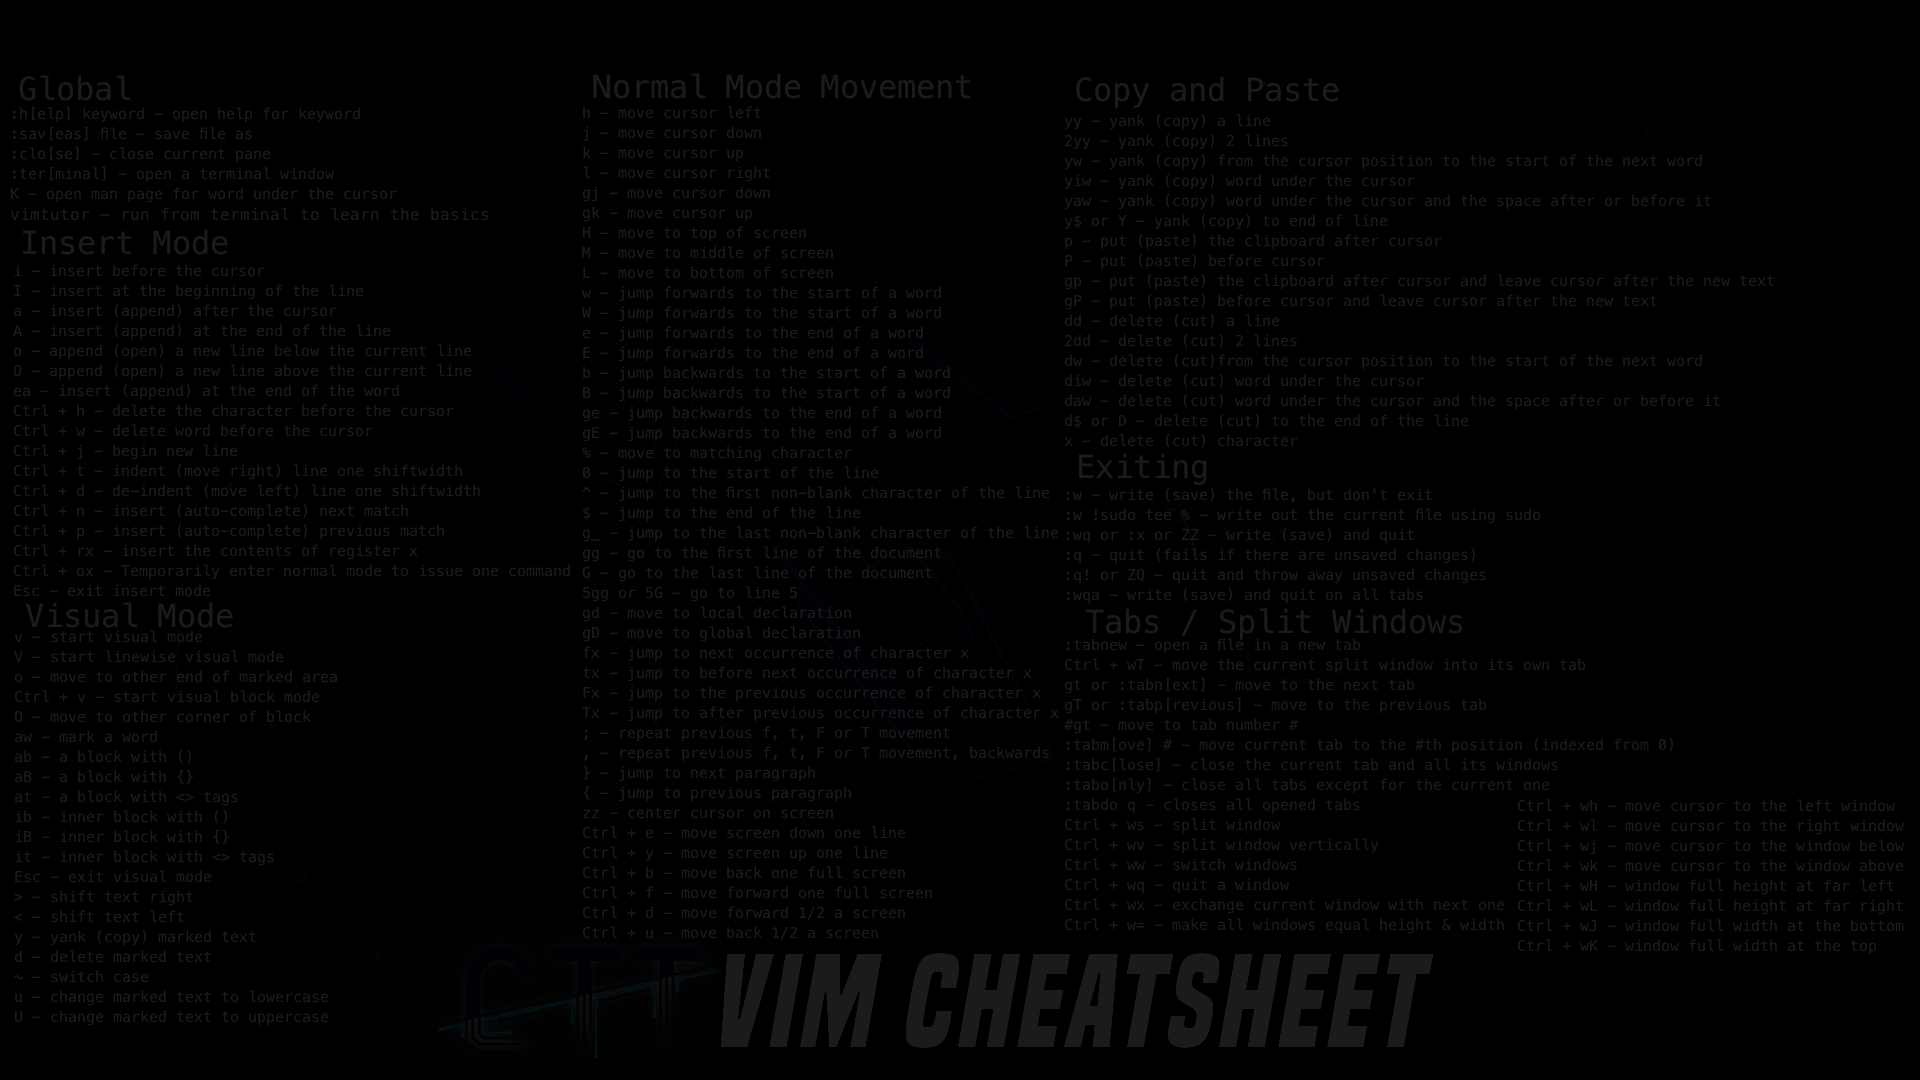 Global
:h[elp] keyword – open help for keyword
:sav[eas] file – save file as
:clo[se] – close current pane
:ter[minal] – open a terminal window
K – open man page for word under the cursor
vimtutor – run from terminal to learn the basics
Insert Mode
i – insert before the cursor
I – insert at the beginning of the line
a – insert (append) after the cursor
A – insert (append) at the end of the line
o – append (open) a new line below the current line
O – append (open) a new line above the current line
ea – insert (append) at the end of the word
Ctrl + h – delete the character before the cursor
Ctrl + w – delete word before the cursor
Ctrl + j – begin new line
Ctrl + t – indent (move right) line one shiftwidth
Ctrl + d – de–indent (move left) line one shiftwidth
Ctrl + n – insert (auto–complete) next match
Ctrl + p – insert (auto–complete) previous match
Ctrl + rx – insert the contents of register x
Ctrl + ox – Temporarily enter normal mode to issue one command
Esc – exit insert mode
Visual Mode
v – start visual mode
V – start linewise visual mode
o – move to other end of marked area
Ctrl + v – start visual block mode
O – move to other corner of block
aw – mark a word
ab – a block with ()
aB – a block with {}
at – a block with <> tags
ib – inner block with ()
iB – inner block with {}
it – inner block with <> tags
Esc – exit visual mode
> – shift text right
< – shift text left
y – yank (copy) marked text
d – delete marked text
~ – switch case
u – change marked text to lowercase
U – change marked text to uppercase
Normal Mode Movement
h – move cursor left
j – move cursor down
k – move cursor up
l – move cursor right
gj – move cursor down
gk – move cursor up
H – move to top of screen
M – move to middle of screen
L – move to bottom of screen
w – jump forwards to the start of a word
W – jump forwards to the start of a word
e – jump forwards to the end of a word
E – jump forwards to the end of a word
b – jump backwards to the start of a word
B – jump backwards to the start of a word
ge – jump backwards to the end of a word
gE – jump backwards to the end of a word
% – move to matching character
0 – jump to the start of the line
^ – jump to the first non–blank character of the line
$ – jump to the end of the line
g_ – jump to the last non–blank character of the line
gg – go to the first line of the document
G – go to the last line of the document
5gg or 5G – go to line 5
gd – move to local declaration
gD – move to global declaration
fx – jump to next occurrence of character x
tx – jump to before next occurrence of character x
Fx – jump to the previous occurrence of character x
Tx – jump to after previous occurrence of character x
; – repeat previous f, t, F or T movement
, – repeat previous f, t, F or T movement, backwards
} – jump to next paragraph
{ – jump to previous paragraph
zz – center cursor on screen
Ctrl + e – move screen down one line
Ctrl + y – move screen up one line
Ctrl + b – move back one full screen
Ctrl + f – move forward one full screen
Ctrl + d – move forward 1/2 a screen
Ctrl + u – move back 1/2 a screen
Copy and Paste
yy – yank (copy) a line
2yy – yank (copy) 2 lines
yw – yank (copy) from the cursor position to the start of the next word
yiw – yank (copy) word under the cursor
yaw – yank (copy) word under the cursor and the space after or before it
y$ or Y – yank (copy) to end of line
p – put (paste) the clipboard after cursor
P – put (paste) before cursor
gp – put (paste) the clipboard after cursor and leave cursor after the new text
gP – put (paste) before cursor and leave cursor after the new text
dd – delete (cut) a line
2dd – delete (cut) 2 lines
dw – delete (cut)from the cursor position to the start of the next word
diw – delete (cut) word under the cursor
daw – delete (cut) word under the cursor and the space after or before it
d$ or D – delete (cut) to the end of the line
x – delete (cut) character
Exiting
:w – write (save) the file, but don't exit
:w !sudo tee % – write out the current file using sudo
:wq or :x or ZZ – write (save) and quit
:q – quit (fails if there are unsaved changes)
:q! or ZQ – quit and throw away unsaved changes
:wqa – write (save) and quit on all tabs
Tabs / Split Windows
:tabnew – open a file in a new tab
Ctrl + wT – move the current split window into its own tab
gt or :tabn[ext] – move to the next tab
gT or :tabp[revious] – move to the previous tab
#gt – move to tab number #
:tabm[ove] # – move current tab to the #th position (indexed from 0)
:tabc[lose] – close the current tab and all its windows
:tabo[nly] – close all tabs except for the current one
:tabdo q – closes all opened tabs
Ctrl + ws – split window
Ctrl + wv – split window vertically
Ctrl + ww – switch windows
Ctrl + wq – quit a window
Ctrl + wx – exchange current window with next one
Ctrl + w= – make all windows equal height & width
Ctrl + wh – move cursor to the left window
Ctrl + wl – move cursor to the right window
Ctrl + wj – move cursor to the window below
Ctrl + wk – move cursor to the window above
Ctrl + wH – window full height at far left
Ctrl + wL – window full height at far right
Ctrl + wJ – window full width at the bottom
Ctrl + wK – window full width at the top
CTT VIM CHEATSHEET